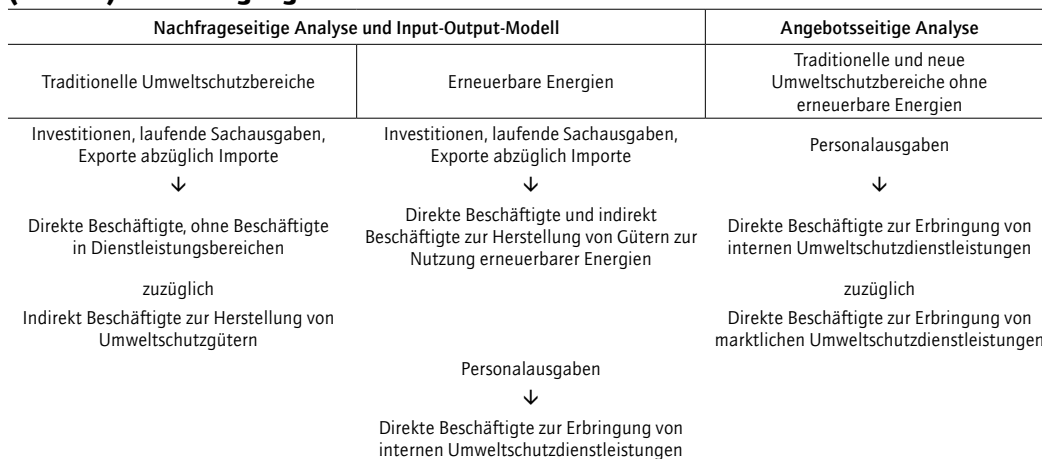 Nachfrageseitige Analyse und Input-Output-Modell
Angebotsseitige Analyse
Traditionelle Umweltschutzbereiche
Erneuerbare Energien
Traditionelle und neue
Umweltschutzbereiche ohne
erneuerbare Energien
Investitionen, laufende Sachausgaben,
Exporte abzüglich Importe
↓
Direkte Beschäftigte, ohne Beschäftigte
in Dienstleistungsbereichen
zuzüglich
Indirekt Beschäftigte zur Herstellung von
Umweltschutzgütern
Investitionen, laufende Sachausgaben,
Exporte abzüglich Importe
↓
Direkte Beschäftigte und indirekt
Beschäftigte zur Herstellung von Gütern zur
Nutzung erneuerbarer Energien
Personalausgaben
↓
Direkte Beschäftigte zur Erbringung von
internen Umweltschutzdienstleistungen
Personalausgaben
↓
Direkte Beschäftigte zur Erbringung von
internen Umweltschutzdienstleistungen
zuzüglich
Direkte Beschäftigte zur Erbringung von
marktlichen Umweltschutzdienstleistungen